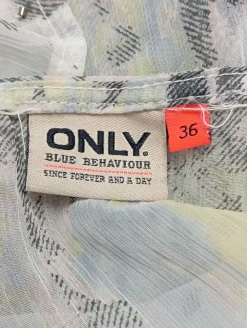 ONLY.
BLUE BEHAVIOUR
SINCE FOREVER AND A DAY
36